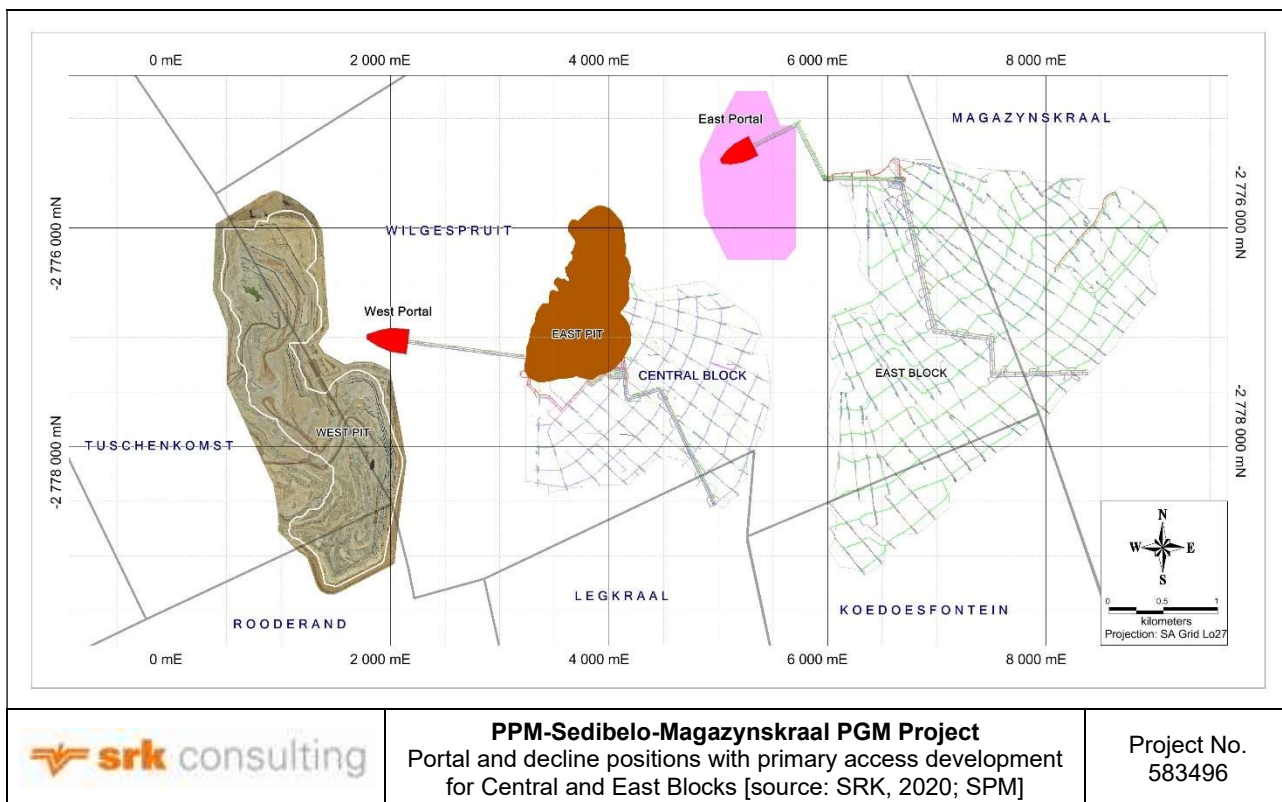 0 mE 2 000 mE 4 000 mE 6 000 mE 8 000 mE
MAGAZYNSKRAAL
East Portal
-2 776 000 mN
-2 776 000 mN
WILGESPRUIT
West Portal
EAST PIT
CENTRAL BLOCK
EAST BLOCK
WEST PIT
TUSCHENKOMST
-2 778 000 mN
-2 778 000 mN
N
W E
S
0 0.5 1
kilometers
Projection: SA Grid Lo27
LEGKRAAL
KOEDOESFONTEIN
ROODERAND
0 mE 2 000 mE 4 000 mE 6 000 mE 8 000 mE
srk consulting
PPM-Sedibelo-Magazynskraal PGM Project
Portal and decline positions with primary access development
for Central and East Blocks [source: SRK, 2020; SPM]
Project No.
583496